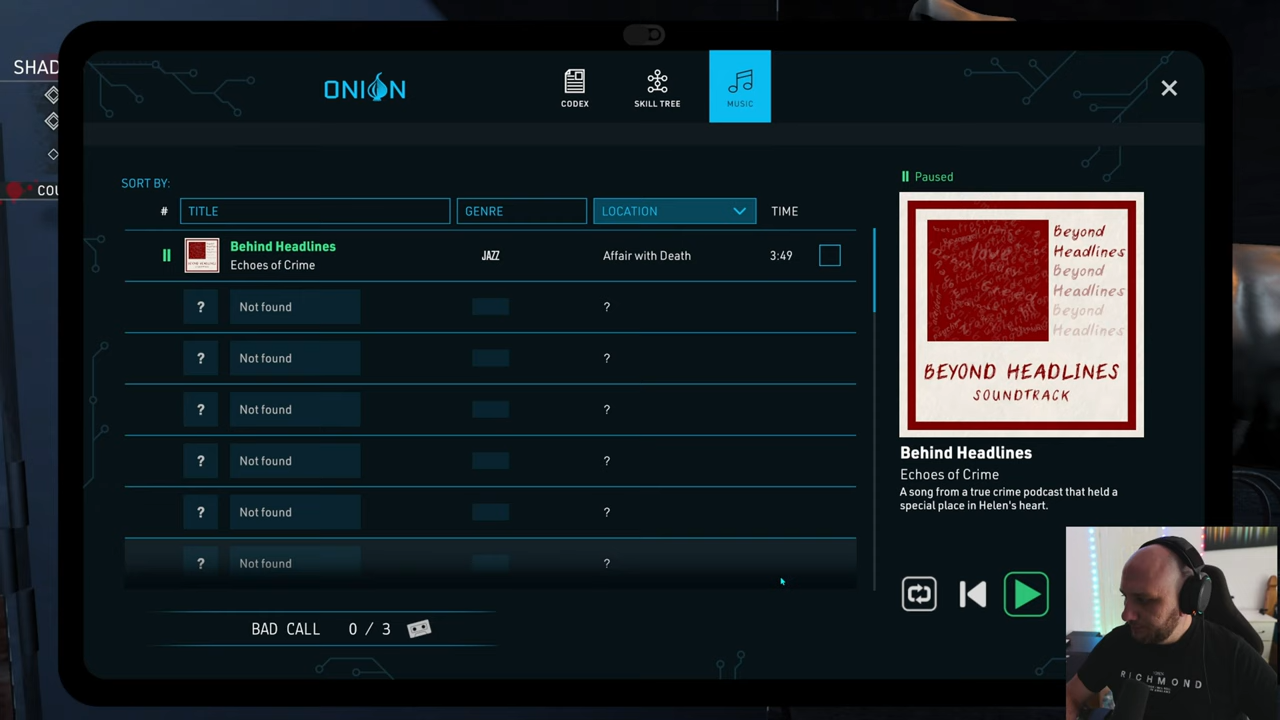 SHAD
COU
ONION
CODEX
SKILL TREE
MUSIC
SORT BY:
# TITLE GENRE LOCATION TIME
Behind Headlines
Echoes of Crime
JAZZ
Affair with Death
3:49
? Not found ?
? Not found ?
? Not found ?
? Not found ?
? Not found ?
? Not found ?
BAD CALL 0 / 3
Paused
Beyond
Headlines
Beyond
Headlines
Beyond
Headlines
BEYOND HEADLINES
SOUNDTRACK
Behind Headlines
Echoes of Crime
A song from a true crime podcast that held a
special place in Helen's heart.
RICHMOND